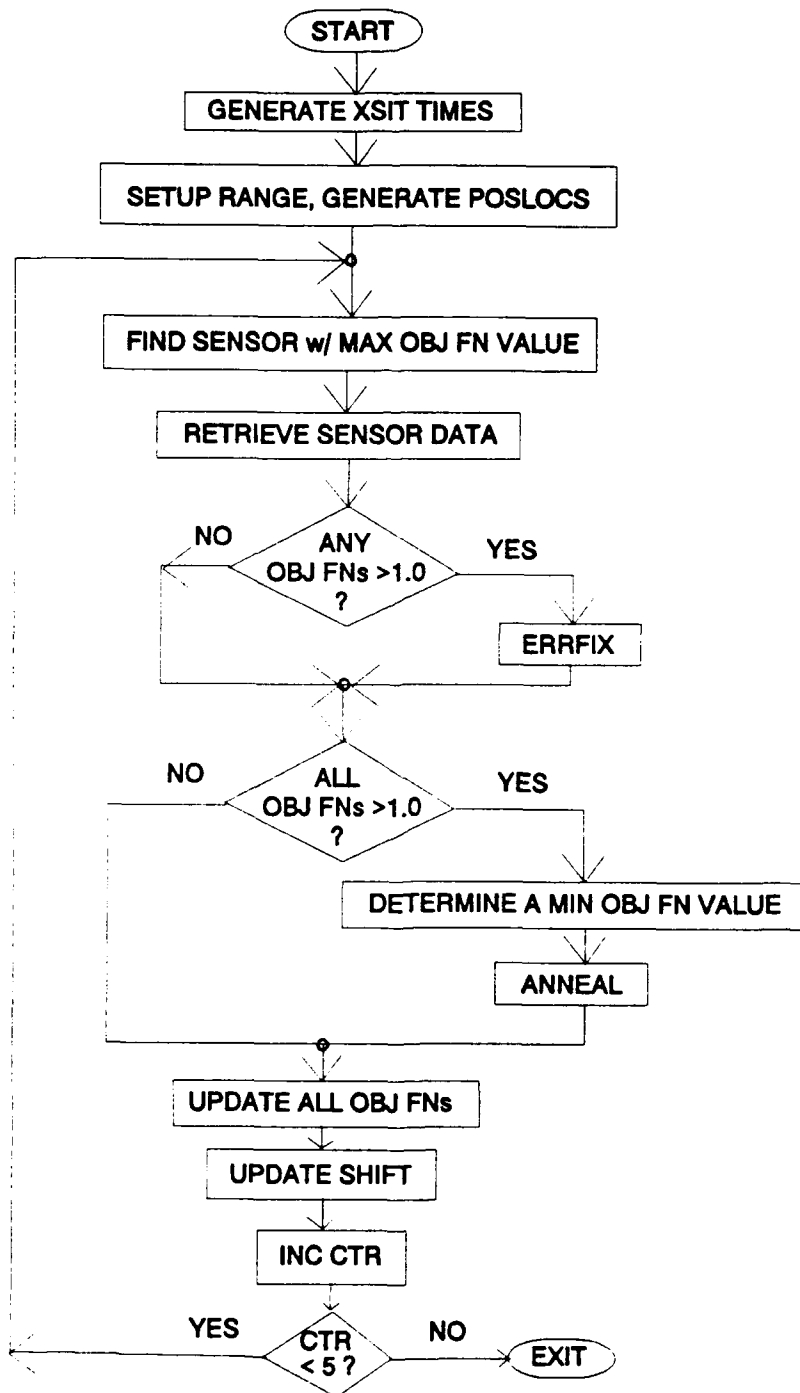 START
GENERATE XSIT TIMES
SETUP RANGE, GENERATE POSLOCS
FIND SENSOR w/ MAX OBJ FN VALUE
RETRIEVE SENSOR DATA
NO
ANY
OBJ FNs >1.0
?
YES
ERRFIX
NO
ALL
OBJ FNs >1.0
?
YES
DETERMINE A MIN OBJ FN VALUE
ANNEAL
UPDATE ALL OBJ FNs
UPDATE SHIFT
INC CTR
YES
CTR
< 5 ?
NO
EXIT